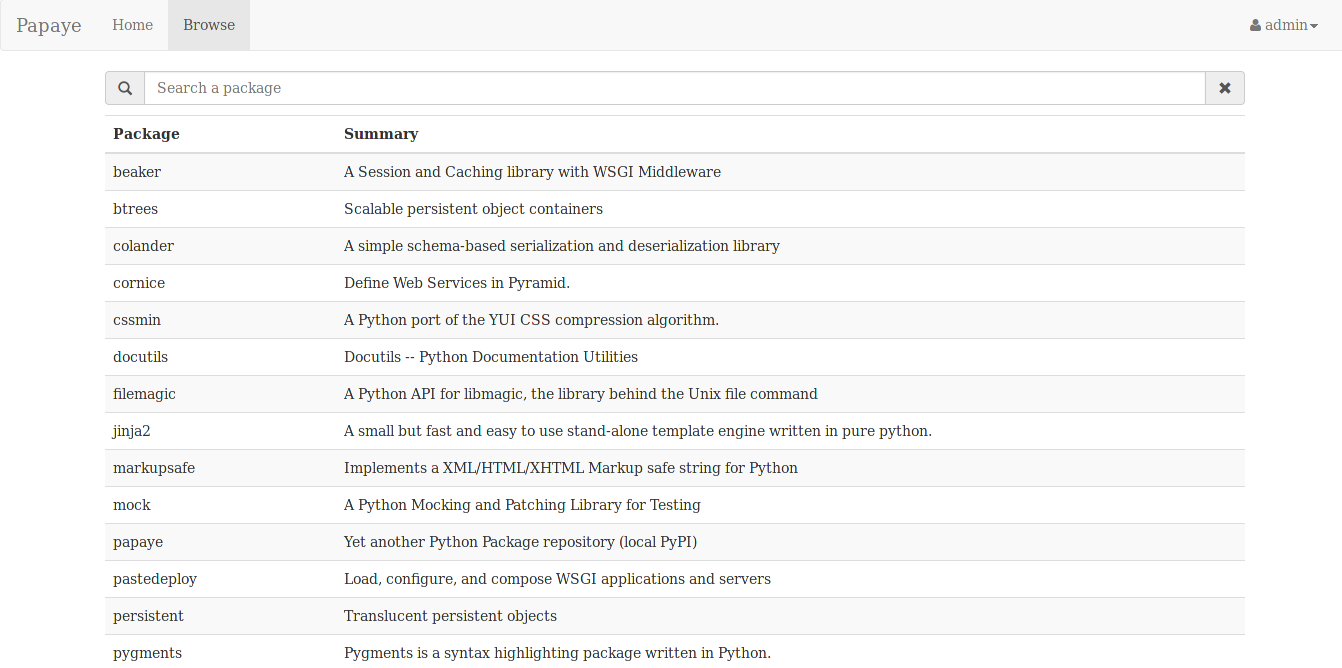 Papaye Home Browse admin
Search a package
Package Summary
beaker A Session and Caching library with WSGI Middleware
btrees Scalable persistent object containers
colander A simple schema-based serialization and deserialization library
cornice Define Web Services in Pyramid.
cssmin A Python port of the YUI CSS compression algorithm.
docutils Docutils -- Python Documentation Utilities
filemagic A Python API for libmagic, the library behind the Unix file command
jinja2 A small but fast and easy to use stand-alone template engine written in pure python.
markupsafe Implements a XML/HTML/XHTML Markup safe string for Python
mock A Python Mocking and Patching Library for Testing
papaye Yet another Python Package repository (local PyPI)
pastedeploy Load, configure, and compose WSGI applications and servers
persistent Translucent persistent objects
pygments Pygments is a syntax highlighting package written in Python.